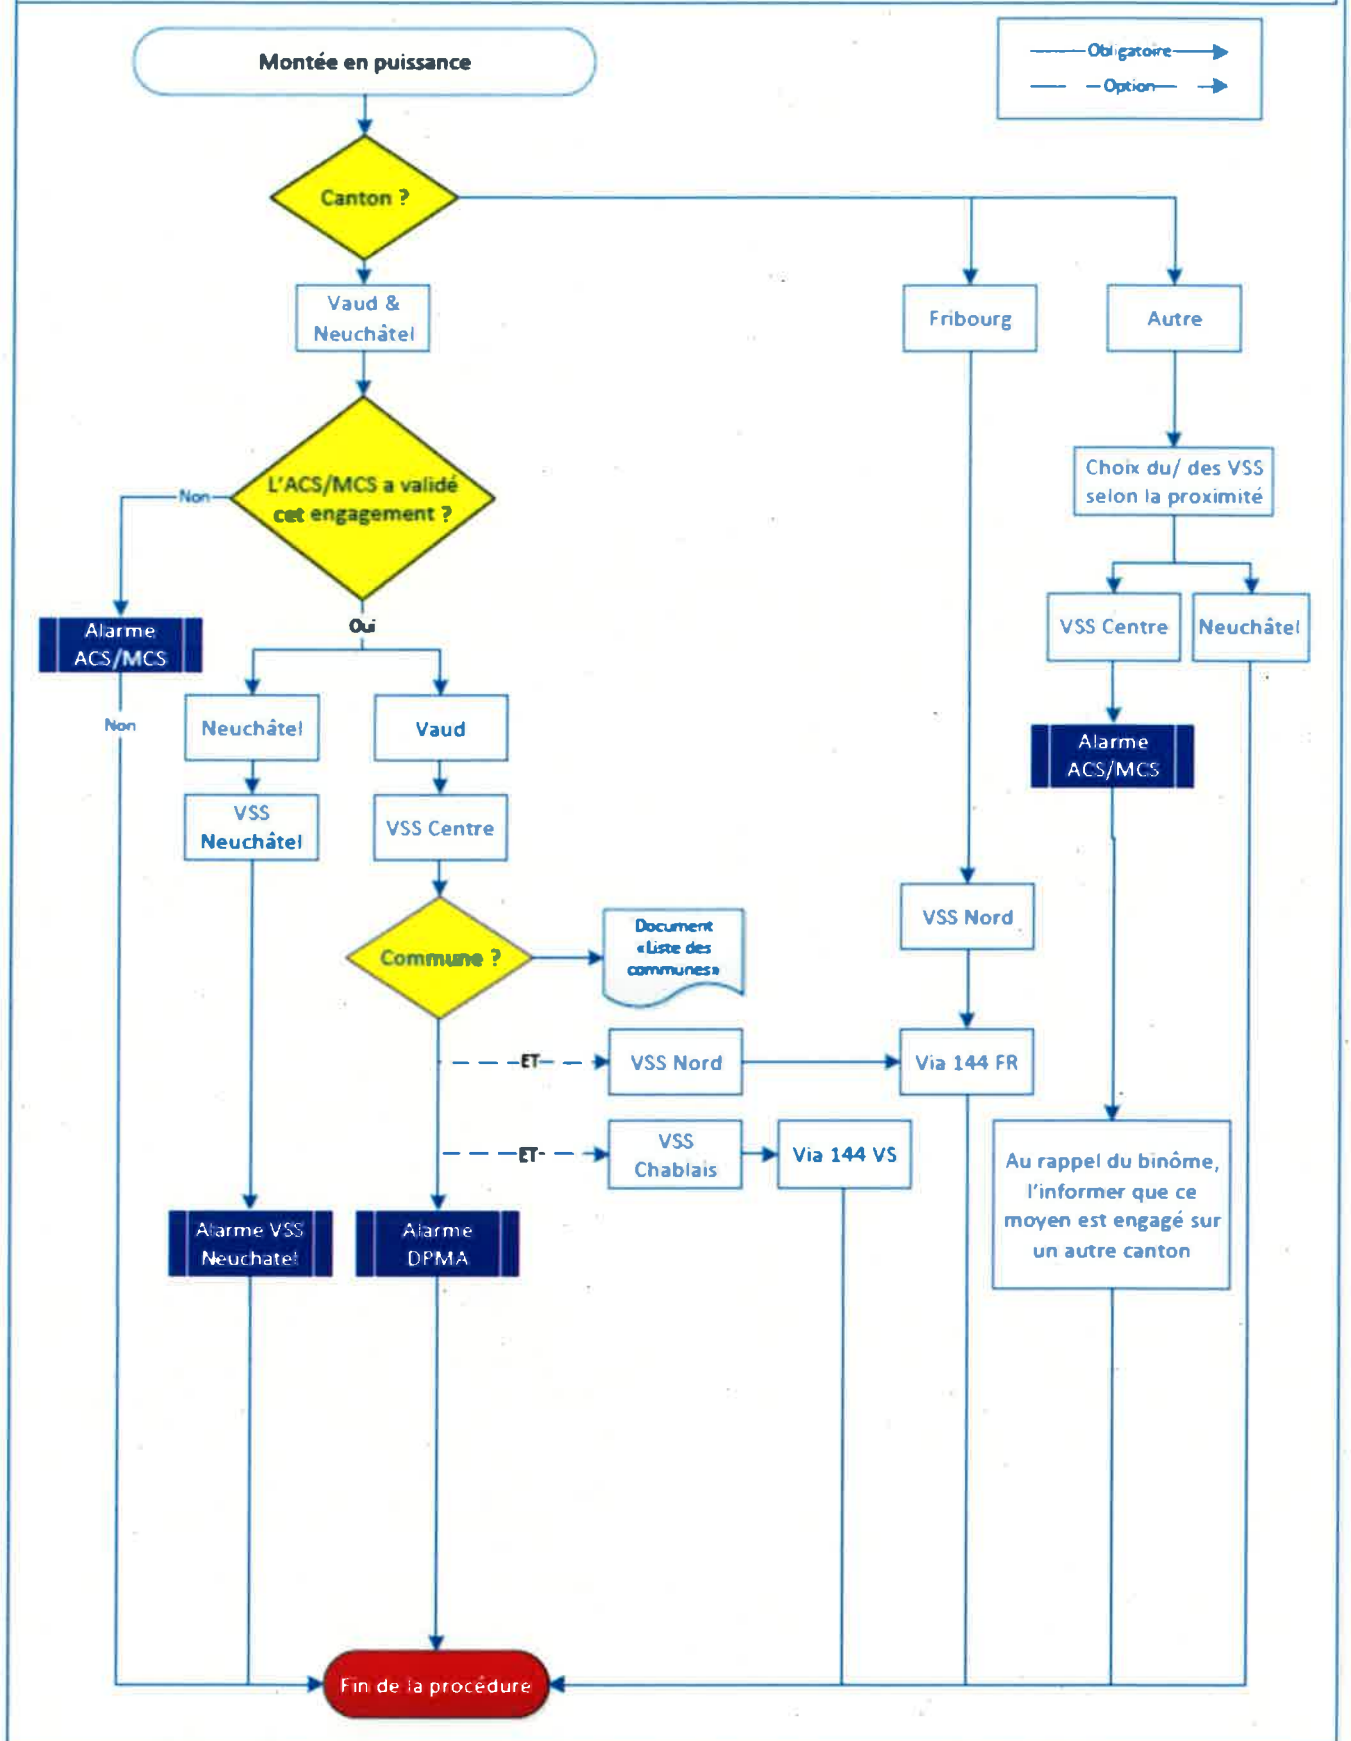 Montée en puissance
Obligatoire
Option
Canton ?
Vaud &
Neuchâtel
Fribourg
Autre
L'ACS/MCS a validé
cet engagement ?
Non
Oui
Choix du/ des VSS
selon la proximité
Alarme
ACS/MCS
Non
Neuchâtel
Vaud
VSS Centre
Neuchâtel
VSS
Neuchâtel
VSS Centre
Alarme
ACS/MCS
Commune ?
Document
«Liste des
communes»
VSS Nord
ET
VSS Nord
Via 144 FR
ET
VSS
Chablais
Via 144 VS
Au rappel du binôme,
l'informer que ce
moyen est engagé sur
un autre canton
Alarme VSS
Neuchatel
Alarme
DPMA
Fin de la procédure